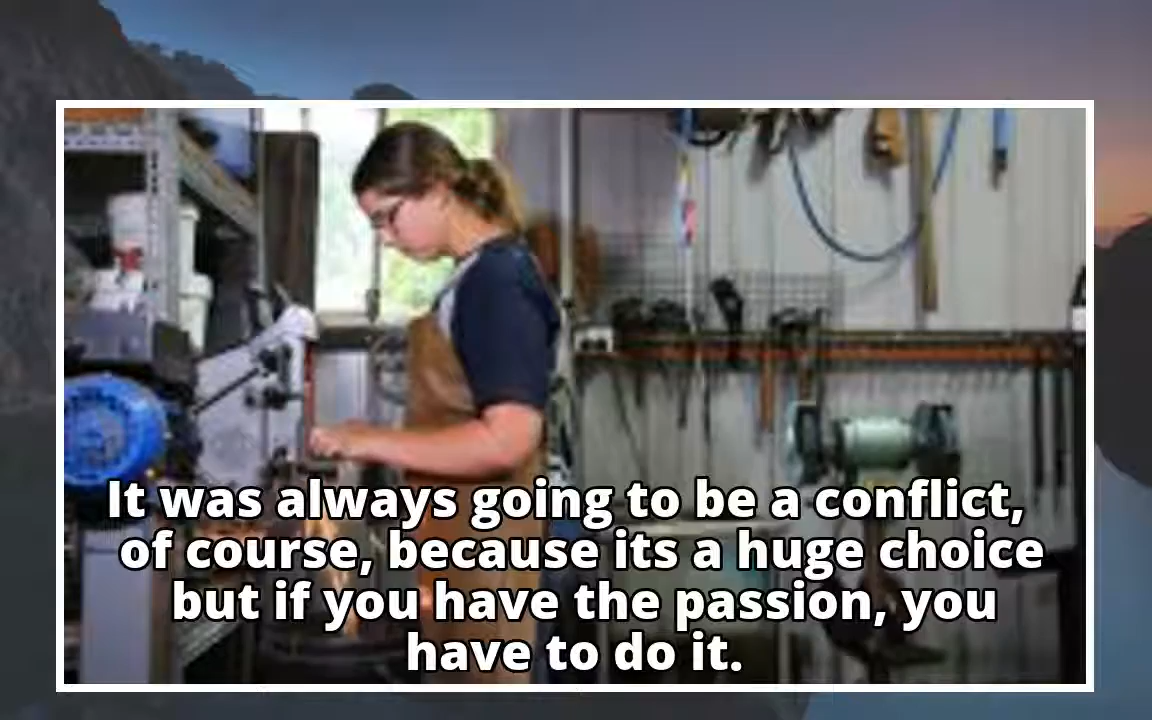 It was always going to be a conflict,
of course, because its a huge choice
but if you have the passion, you
have to do it.